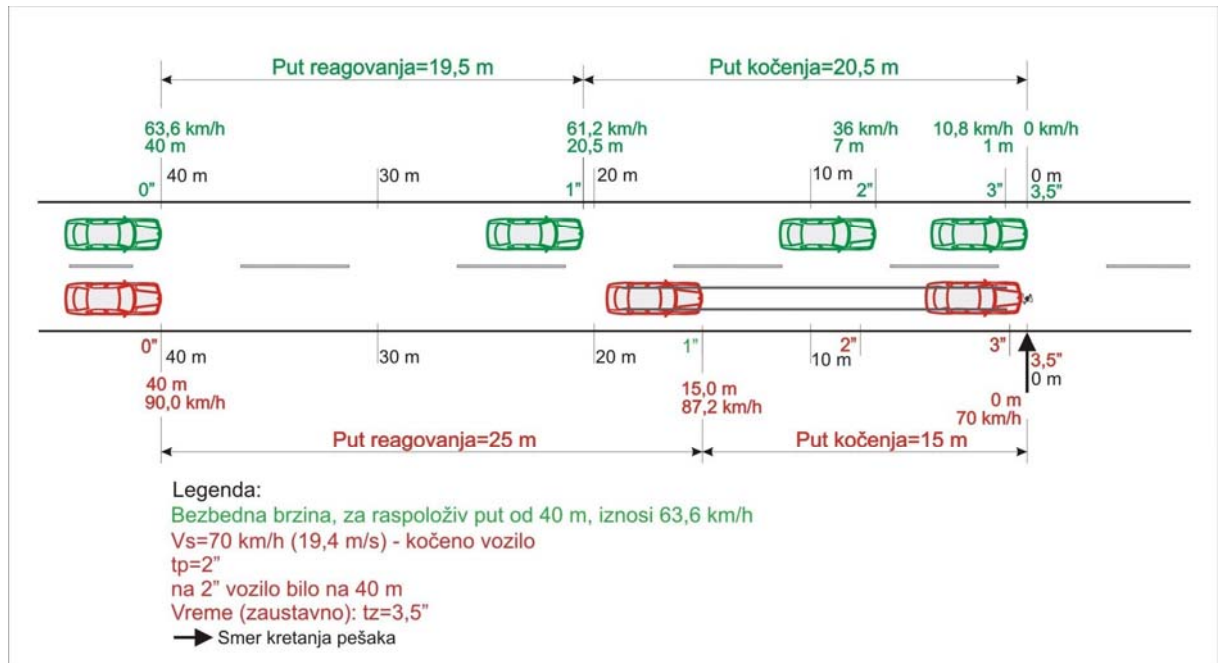 Put reagovanja=19,5 m
Put kočenja=20,5 m
63,6 km/h
40 m
61,2 km/h
20,5 m
36 km/h
7 m
10,8 km/h 0 km/h
1 m
0"
40 m
30 m
1"
20 m
10 m
2"
3"
0 m
3,5"
0"
40 m
30 m
20 m
1"
10 m
2"
3"
3,5"
0 m
40 m
90,0 km/h
15,0 m
87,2 km/h
0 m
70 km/h
Put reagovanja=25 m
Put kočenja=15 m
Legenda:
Bezbedna brzina, za raspoloživ put od 40 m, iznosi 63,6 km/h
Vs=70 km/h (19,4 m/s) - kočeno vozilo
tp=2"
na 2" vozilo bilo na 40 m
Vreme (zaustavno): tz=3,5"
Smer kretanja pešaka